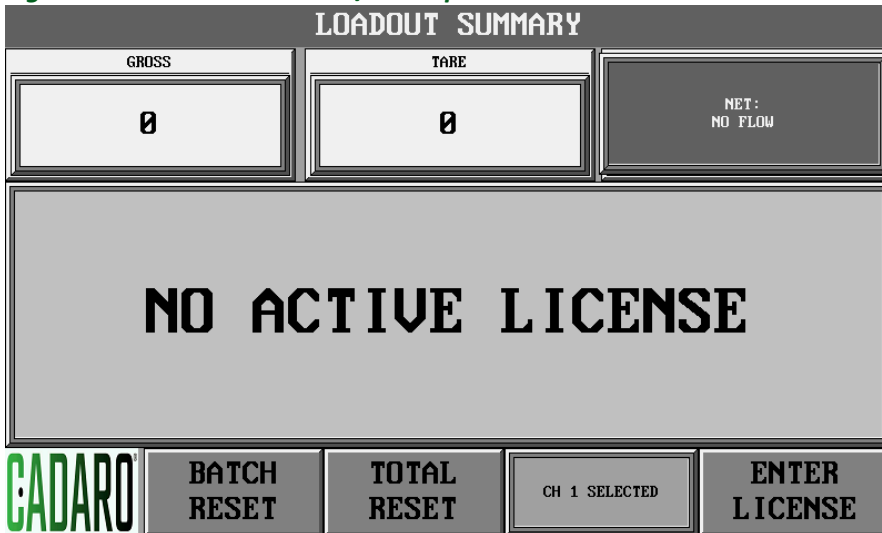 LOADOUT SUMMARY
GROSS
TARE
0
0
NET:
NO FLOW
NO ACTIVE LICENSE
CADARO
BATCH
RESET
TOTAL
RESET
CH 1 SELECTED
ENTER
LICENSE